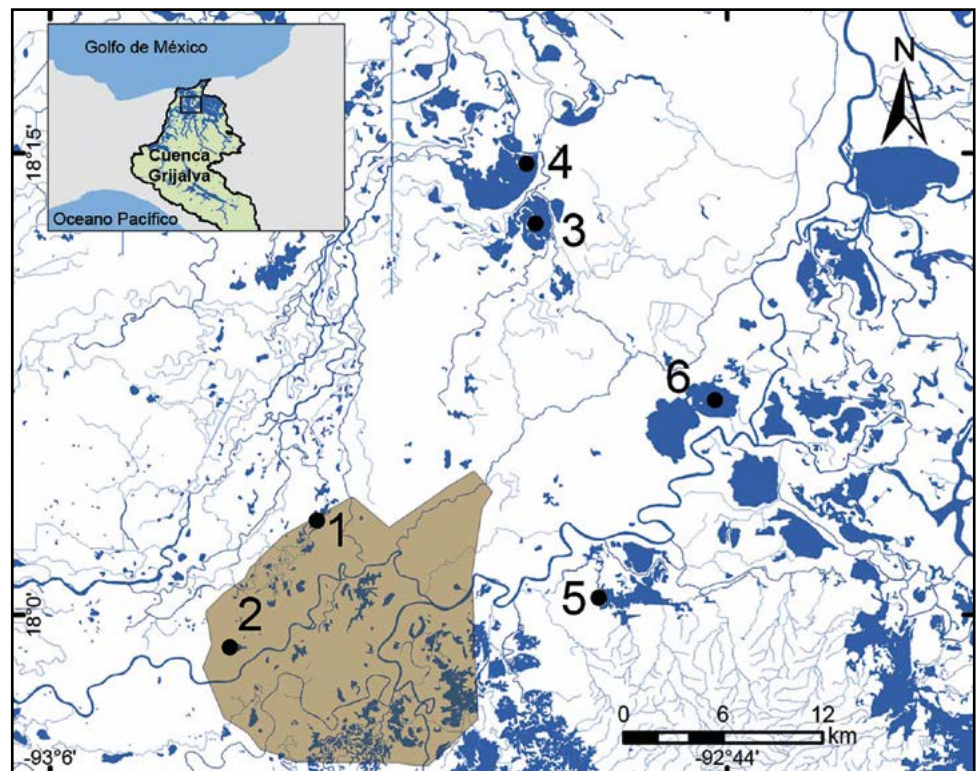 Golfo de México
Cuenca
Grijalva
Oceano Pacífico
N
18°15'
4
3
6
1
2
5
18°0'
0 6 12
km
-93°6'
-92°44'